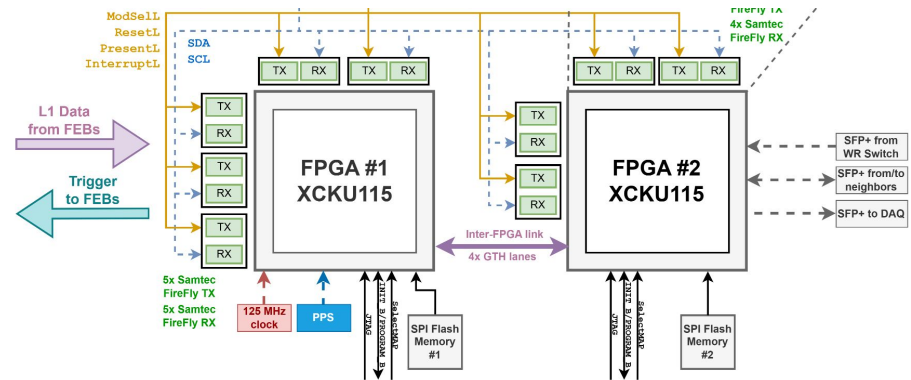 ModSelL
ResetL
PresentL
InterruptL
SDA
SCL
FireFly TX
4x Samtec
FireFly RX
TX
RX
TX
RX
TX
RX
TX
RX
L1 Data
from FEBs
Trigger
to FEBs
TX
RX
TX
RX
TX
RX
FPGA #1
XCKU115
TX
RX
TX
RX
FPGA #2
XCKU115
SFP+ from
WR Switch
SFP+ from/to
neighbors
SFP+ to DAQ
Inter-FPGA link
4x GTH lanes
5x Samtec
FireFly TX
5x Samtec
FireFly RX
125 MHz
clock
PPS
JTAG
INIT B/PROGRAM B
SelectMAP
SPI Flash
Memory
#1
JTAG
INIT B/PROGRAM B
SelectMAP
SPI Flash
Memory
#2